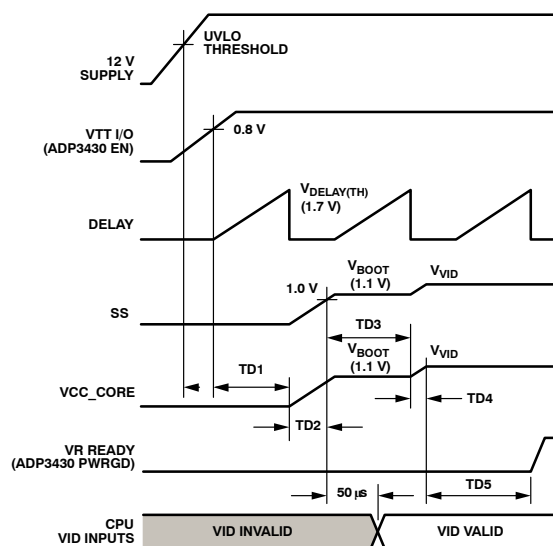 UVLO
THRESHOLD
12 V
SUPPLY
VTT I/O
(ADP3430 EN)
0.8 V
DELAY
VDELAY(TH)
(1.7 V)
SS
1.0 V
VBOOT
(1.1 V)
VVID
TD3
VCC_CORE
TD1
VBOOT
(1.1 V)
VVID
TD4
TD2
VR READY
(ADP3430 PWRGD)
50 µs
TD5
CPU
VID INPUTS
VID INVALID
VID VALID